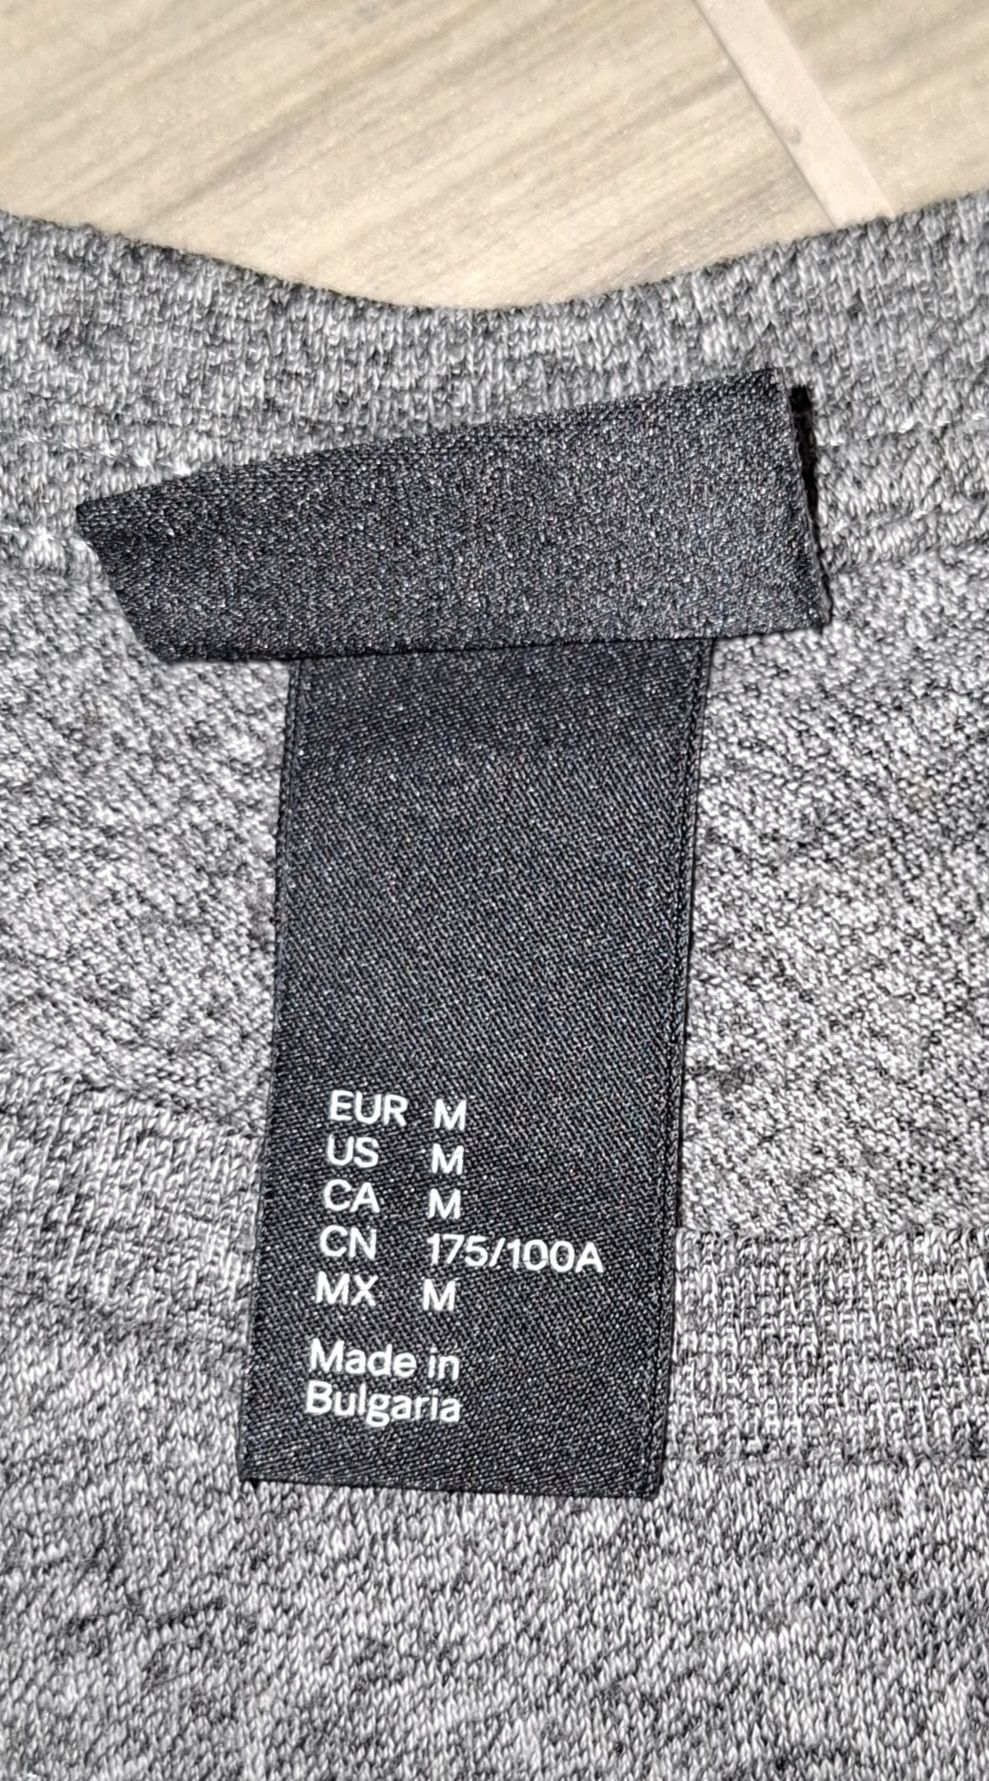 EUR M
US M
CA M
CN 175/100A
MX M
Made in
Bulgaria